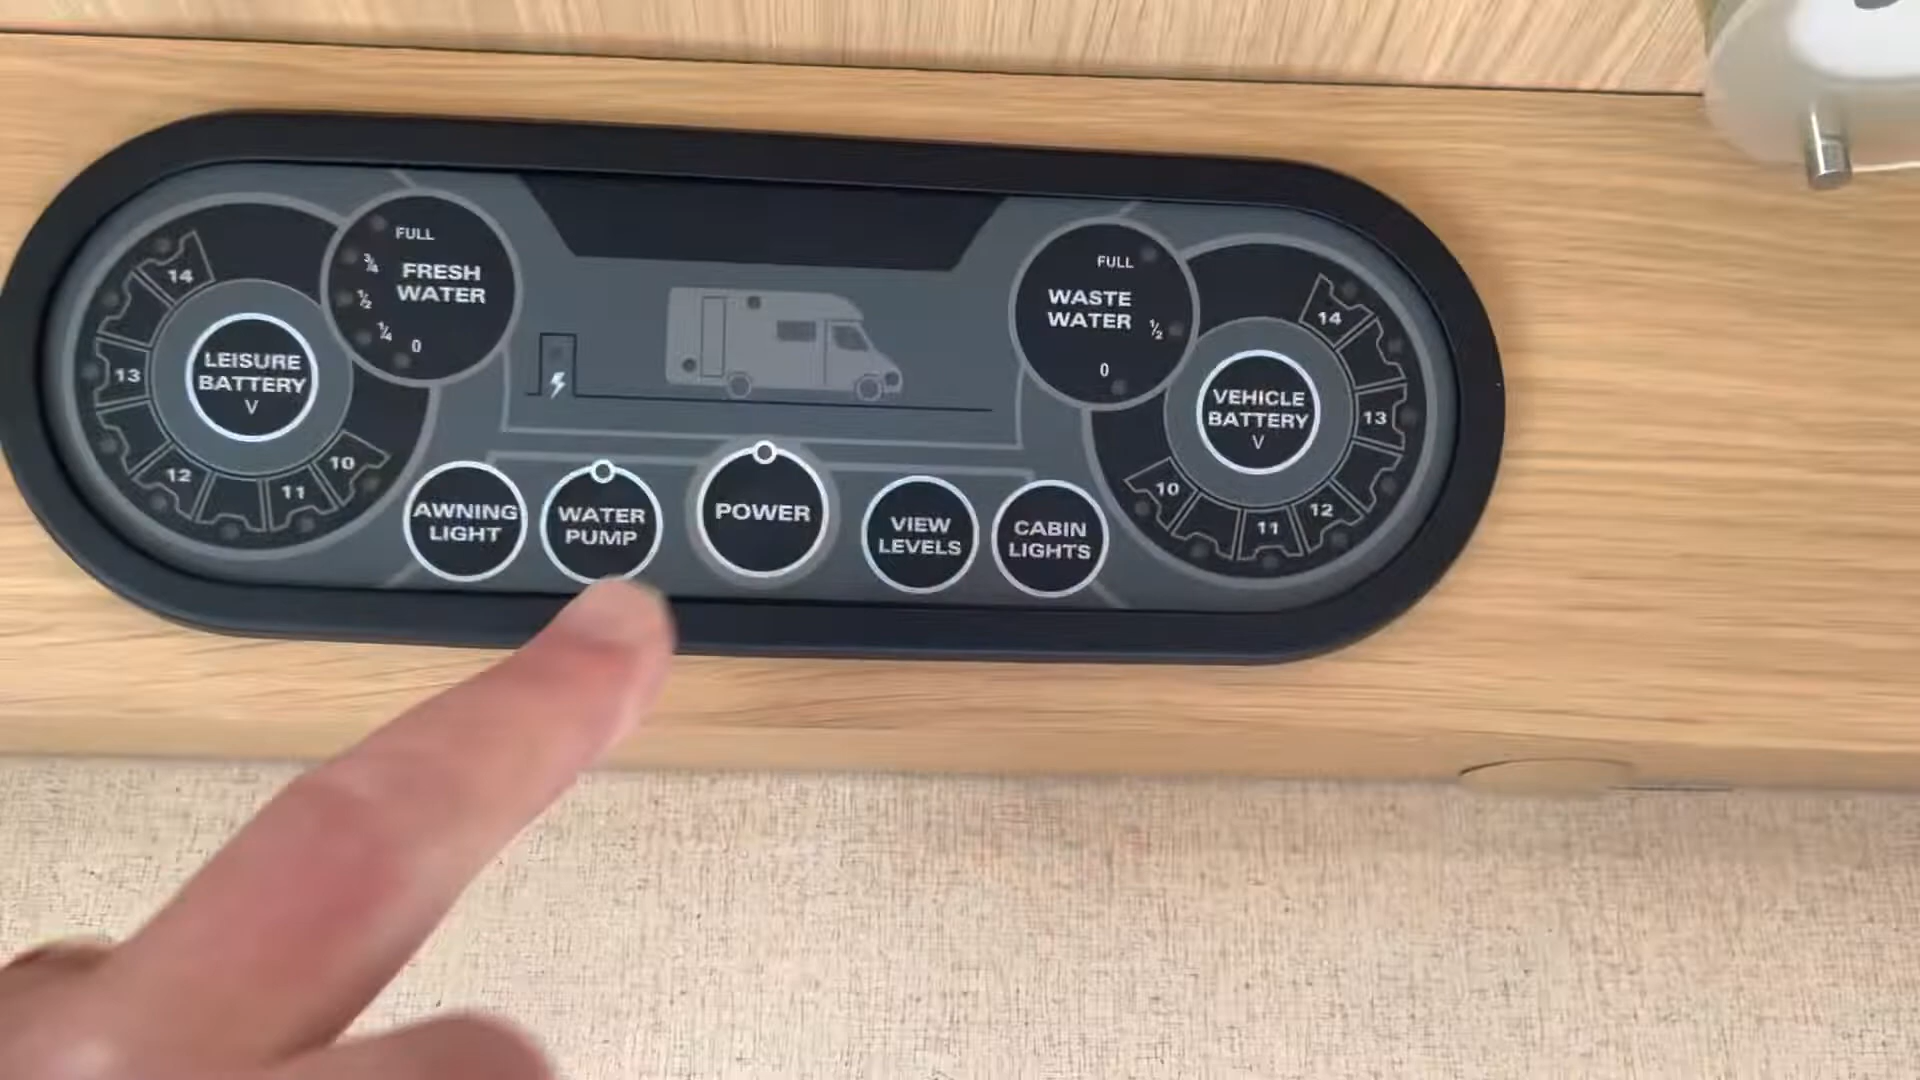 14
13
12
11
10
LEISURE
BATTERY
V
FULL
¾
½
¼
0
FRESH
WATER
FULL
WASTE
WATER
½
0
14
13
12
11
10
VEHICLE
BATTERY
V
AWNING
LIGHT
WATER
PUMP
POWER
VIEW
LEVELS
CABIN
LIGHTS